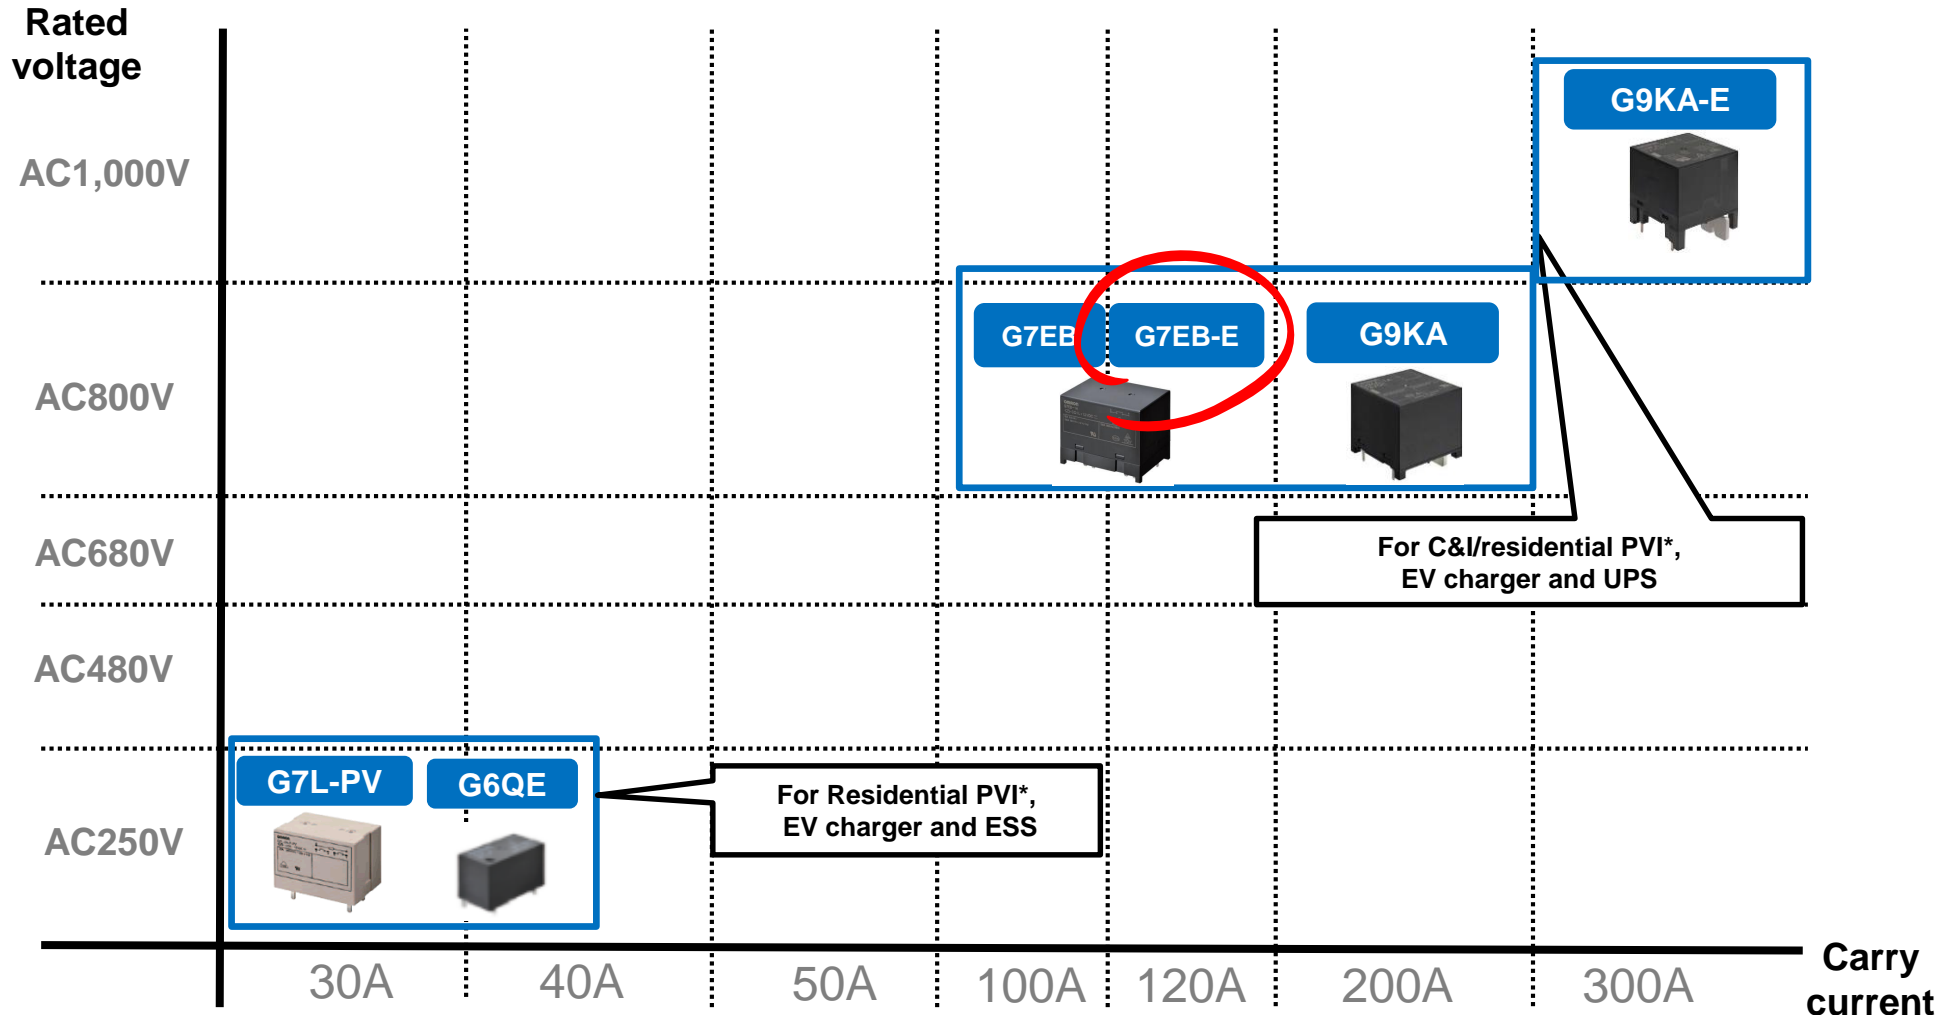 Rated
voltage
G9KA-E
AC1,000V
G7EB
G7EB-E
G9KA
AC800V
For C&I/residential PVI*,
EV charger and UPS
AC680V
AC480V
G7L-PV
G6QE
For Residential PVI*,
EV charger and ESS
AC250V
30A
40A
50A
100A
120A
200A
300A
Carry
current